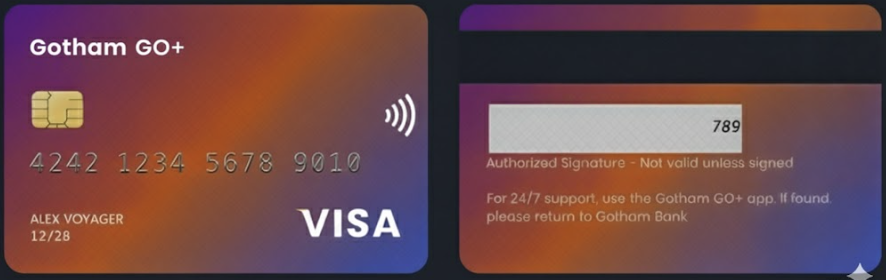 Gotham GO+
4242 1234 5678 9010
ALEX VOYAGER
12/28
VISA
789
Authorized Signature - Not valid unless signed
For 24/7 support, use the Gotham GO+ app. If found.
please return to Gotham Bank